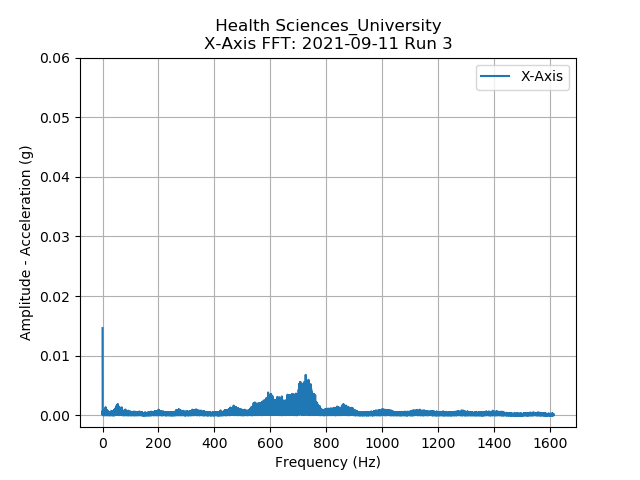 Health Sciences_University
X-Axis FFT: 2021-09-11 Run 3
X-Axis
0.06
0.05
0.04
0.03
0.02
0.01
0.00
Amplitude - Acceleration (g)
0 200 400 600 800 1000 1200 1400 1600
Frequency (Hz)